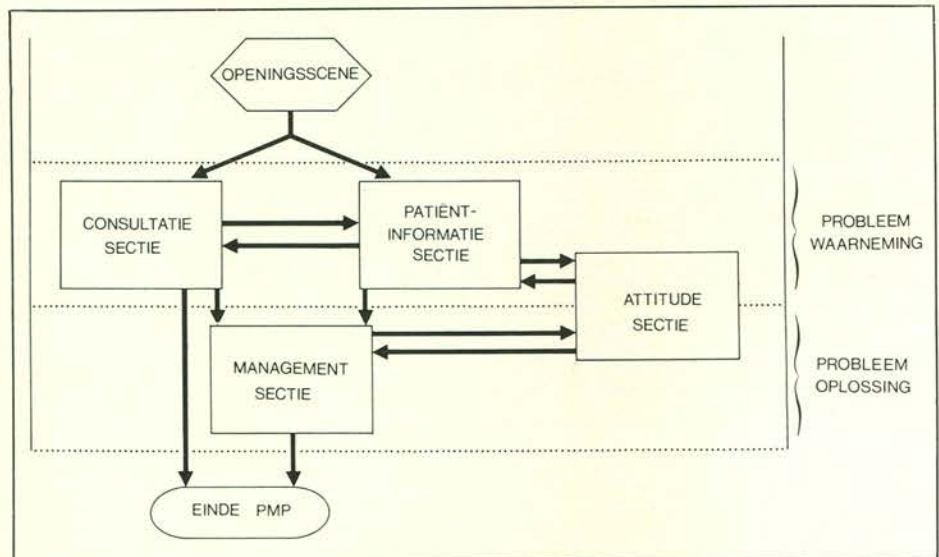 OPENINGSSCENE
CONSULTATIE
SECTIE
PATIËNT-
INFORMATIE
SECTIE
PROBLEEM
WAARNEMING
ATTITUDE
SECTIE
MANAGEMENT
SECTIE
PROBLEEM
OPLOSSING
EINDE PMP